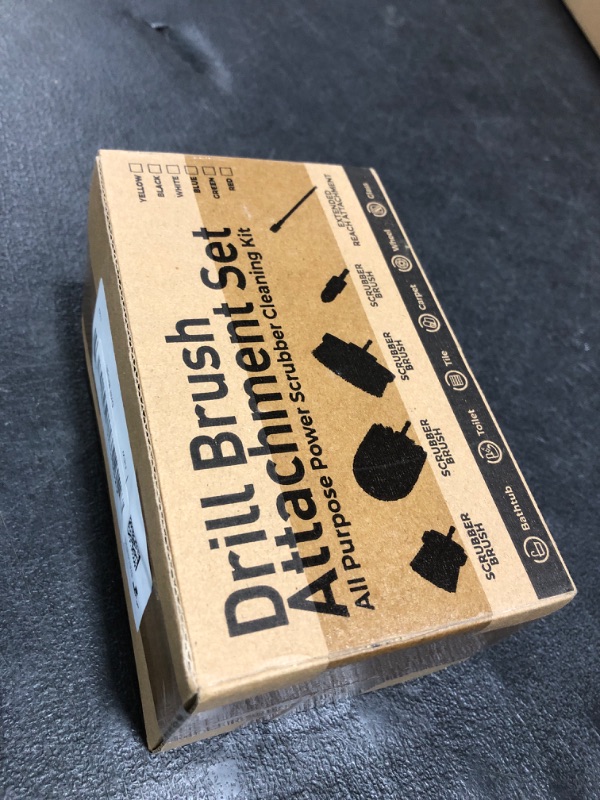 Drill Brush
Attachment Set
All Purpose Power Scrubber Cleaning Kit
YELLOW
BLACK
WHITE
BLUE
GREEN
RED
SCRUBBER
BRUSH
SCRUBBER
BRUSH
SCRUBBER
BRUSH
SCRUBBER
BRUSH
EXTENDED
REACH ATTACHMENT
Bathtub
Toilet
Tile
Carpet
Wheel
Glass